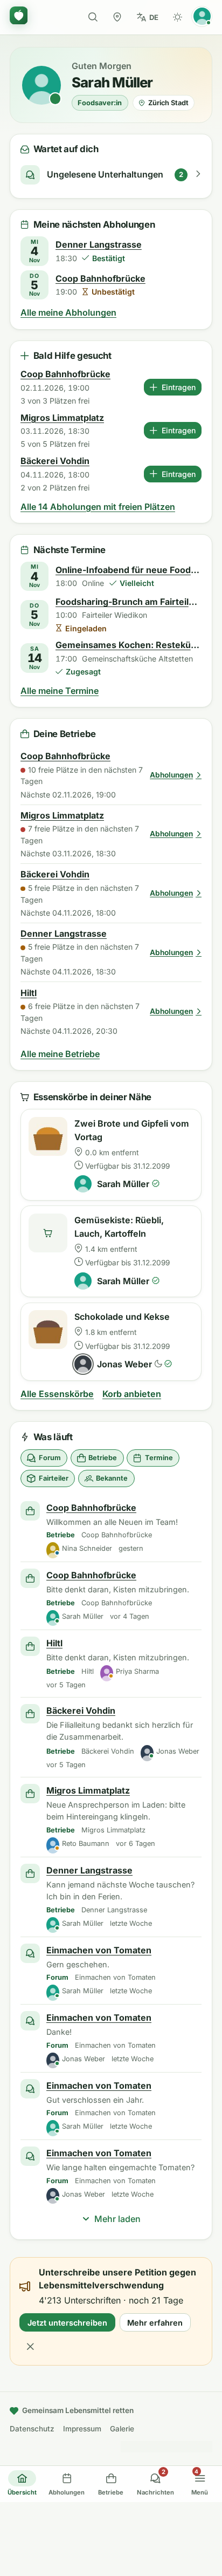 DE
Guten Morgen
Sarah Müller
Foodsaver:in
Zürich Stadt
Wartet auf dich
Ungelesene Unterhaltungen 2
Meine nächsten Abholungen
MI
4
Nov
Denner Langstrasse
18:30 Bestätigt
DO
5
Nov
Coop Bahnhofbrücke
19:00 Unbestätigt
Alle meine Abholungen
Bald Hilfe gesucht
Coop Bahnhofbrücke
02.11.2026, 19:00
3 von 3 Plätzen frei
Eintragen
Migros Limmatplatz
03.11.2026, 18:30
5 von 5 Plätzen frei
Eintragen
Bäckerei Vohdin
04.11.2026, 18:00
2 von 2 Plätzen frei
Eintragen
Alle 14 Abholungen mit freien Plätzen
Nächste Termine
MI
4
Nov
Online-Infoabend für neue Food...
18:00 Online Vielleicht
DO
5
Nov
Foodsharing-Brunch am Fairteil...
10:00 Fairteiler Wiedikon
Eingeladen
SA
14
Nov
Gemeinsames Kochen: Restekü...
17:00 Gemeinschaftsküche Altstetten
Zugesagt
Alle meine Termine
Deine Betriebe
Coop Bahnhofbrücke
10 freie Plätze in den nächsten 7
Tagen
Nächste 02.11.2026, 19:00
Abholungen
Migros Limmatplatz
7 freie Plätze in den nächsten 7
Tagen
Nächste 03.11.2026, 18:30
Abholungen
Bäckerei Vohdin
5 freie Plätze in den nächsten 7
Tagen
Nächste 04.11.2026, 18:00
Abholungen
Denner Langstrasse
5 freie Plätze in den nächsten 7
Tagen
Nächste 04.11.2026, 18:30
Abholungen
Hiltl
6 freie Plätze in den nächsten 7
Tagen
Nächste 04.11.2026, 20:30
Abholungen
Alle meine Betriebe
Essenskörbe in deiner Nähe
Zwei Brote und Gipfeli vom
Vortag
0.0 km entfernt
Verfügbar bis 31.12.2099
Sarah Müller
Gemüsekiste: Rüebli,
Lauch, Kartoffeln
1.4 km entfernt
Verfügbar bis 31.12.2099
Sarah Müller
Schokolade und Kekse
1.8 km entfernt
Verfügbar bis 31.12.2099
Jonas Weber
Alle Essenskörbe Korb anbieten
Was läuft
Forum Betriebe Termine
Fairteiler Bekannte
Coop Bahnhofbrücke
Willkommen an alle Neuen im Team!
Betriebe Coop Bahnhofbrücke
Nina Schneider gestern
Coop Bahnhofbrücke
Bitte denkt daran, Kisten mitzubringen.
Betriebe Coop Bahnhofbrücke
Sarah Müller vor 4 Tagen
Hiltl
Bitte denkt daran, Kisten mitzubringen.
Betriebe Hiltl Priya Sharma
vor 5 Tagen
Bäckerei Vohdin
Die Filialleitung bedankt sich herzlich für
die Zusammenarbeit.
Betriebe Bäckerei Vohdin Jonas Weber
vor 5 Tagen
Migros Limmatplatz
Neue Ansprechperson im Laden: bitte
beim Hintereingang klingeln.
Betriebe Migros Limmatplatz
Reto Baumann vor 6 Tagen
Denner Langstrasse
Kann jemand nächste Woche tauschen?
Ich bin in den Ferien.
Betriebe Denner Langstrasse
Sarah Müller letzte Woche
Einmachen von Tomaten
Gern geschehen.
Forum Einmachen von Tomaten
Sarah Müller letzte Woche
Einmachen von Tomaten
Danke!
Forum Einmachen von Tomaten
Jonas Weber letzte Woche
Einmachen von Tomaten
Gut verschlossen ein Jahr.
Forum Einmachen von Tomaten
Sarah Müller letzte Woche
Einmachen von Tomaten
Wie lange halten eingemachte Tomaten?
Forum Einmachen von Tomaten
Jonas Weber letzte Woche
Mehr laden
Unterschreibe unsere Petition gegen
Lebensmittelverschwendung
4'213 Unterschriften · noch 21 Tage
Jetzt unterschreiben
Mehr erfahren
Gemeinsam Lebensmittel retten
Datenschutz Impressum Galerie
2 4
Übersicht Abholungen Betriebe Nachrichten Menü